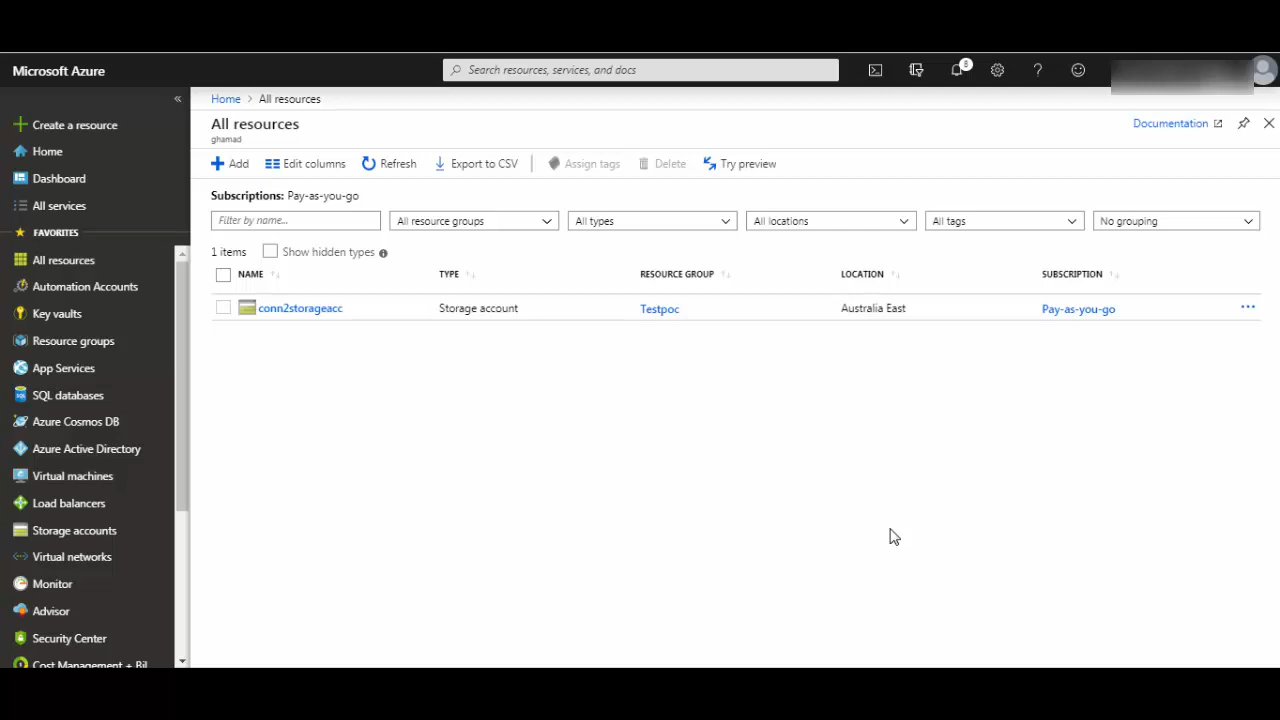 Microsoft Azure
Search resources, services, and docs
8
?
«
Create a resource
Home
Dashboard
All services
FAVORITES
All resources
Automation Accounts
Key vaults
Resource groups
App Services
SQL databases
Azure Cosmos DB
Azure Active Directory
Virtual machines
Load balancers
Storage accounts
Virtual networks
Monitor
Advisor
Security Center
Cost Management + Bil
Home > All resources
All resources
ghamad
Documentation
Add Edit columns Refresh Export to CSV Assign tags Delete Try preview
Subscriptions: Pay-as-you-go
Filter by name... All resource groups All types All locations All tags No grouping
1 items Show hidden types
NAME TYPE RESOURCE GROUP LOCATION SUBSCRIPTION
conn2storageacc Storage account Testpoc Australia East Pay-as-you-go ...